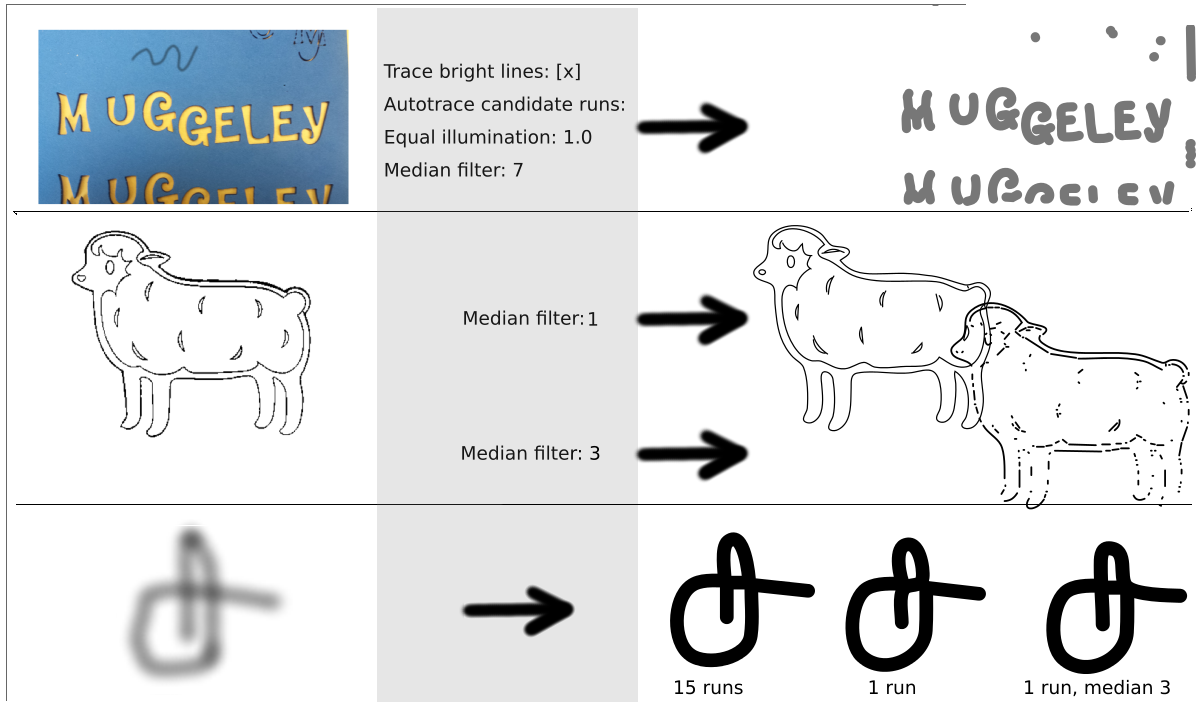 MUGGELEY
MUGGELEY
Trace bright lines: [x]
Autotrace candidate runs:
Equal illumination: 1.0
Median filter: 7
MUGGELEY
MUGGELEY
Median filter: 1
Median filter: 3
15 runs
1 run
1 run, median 3